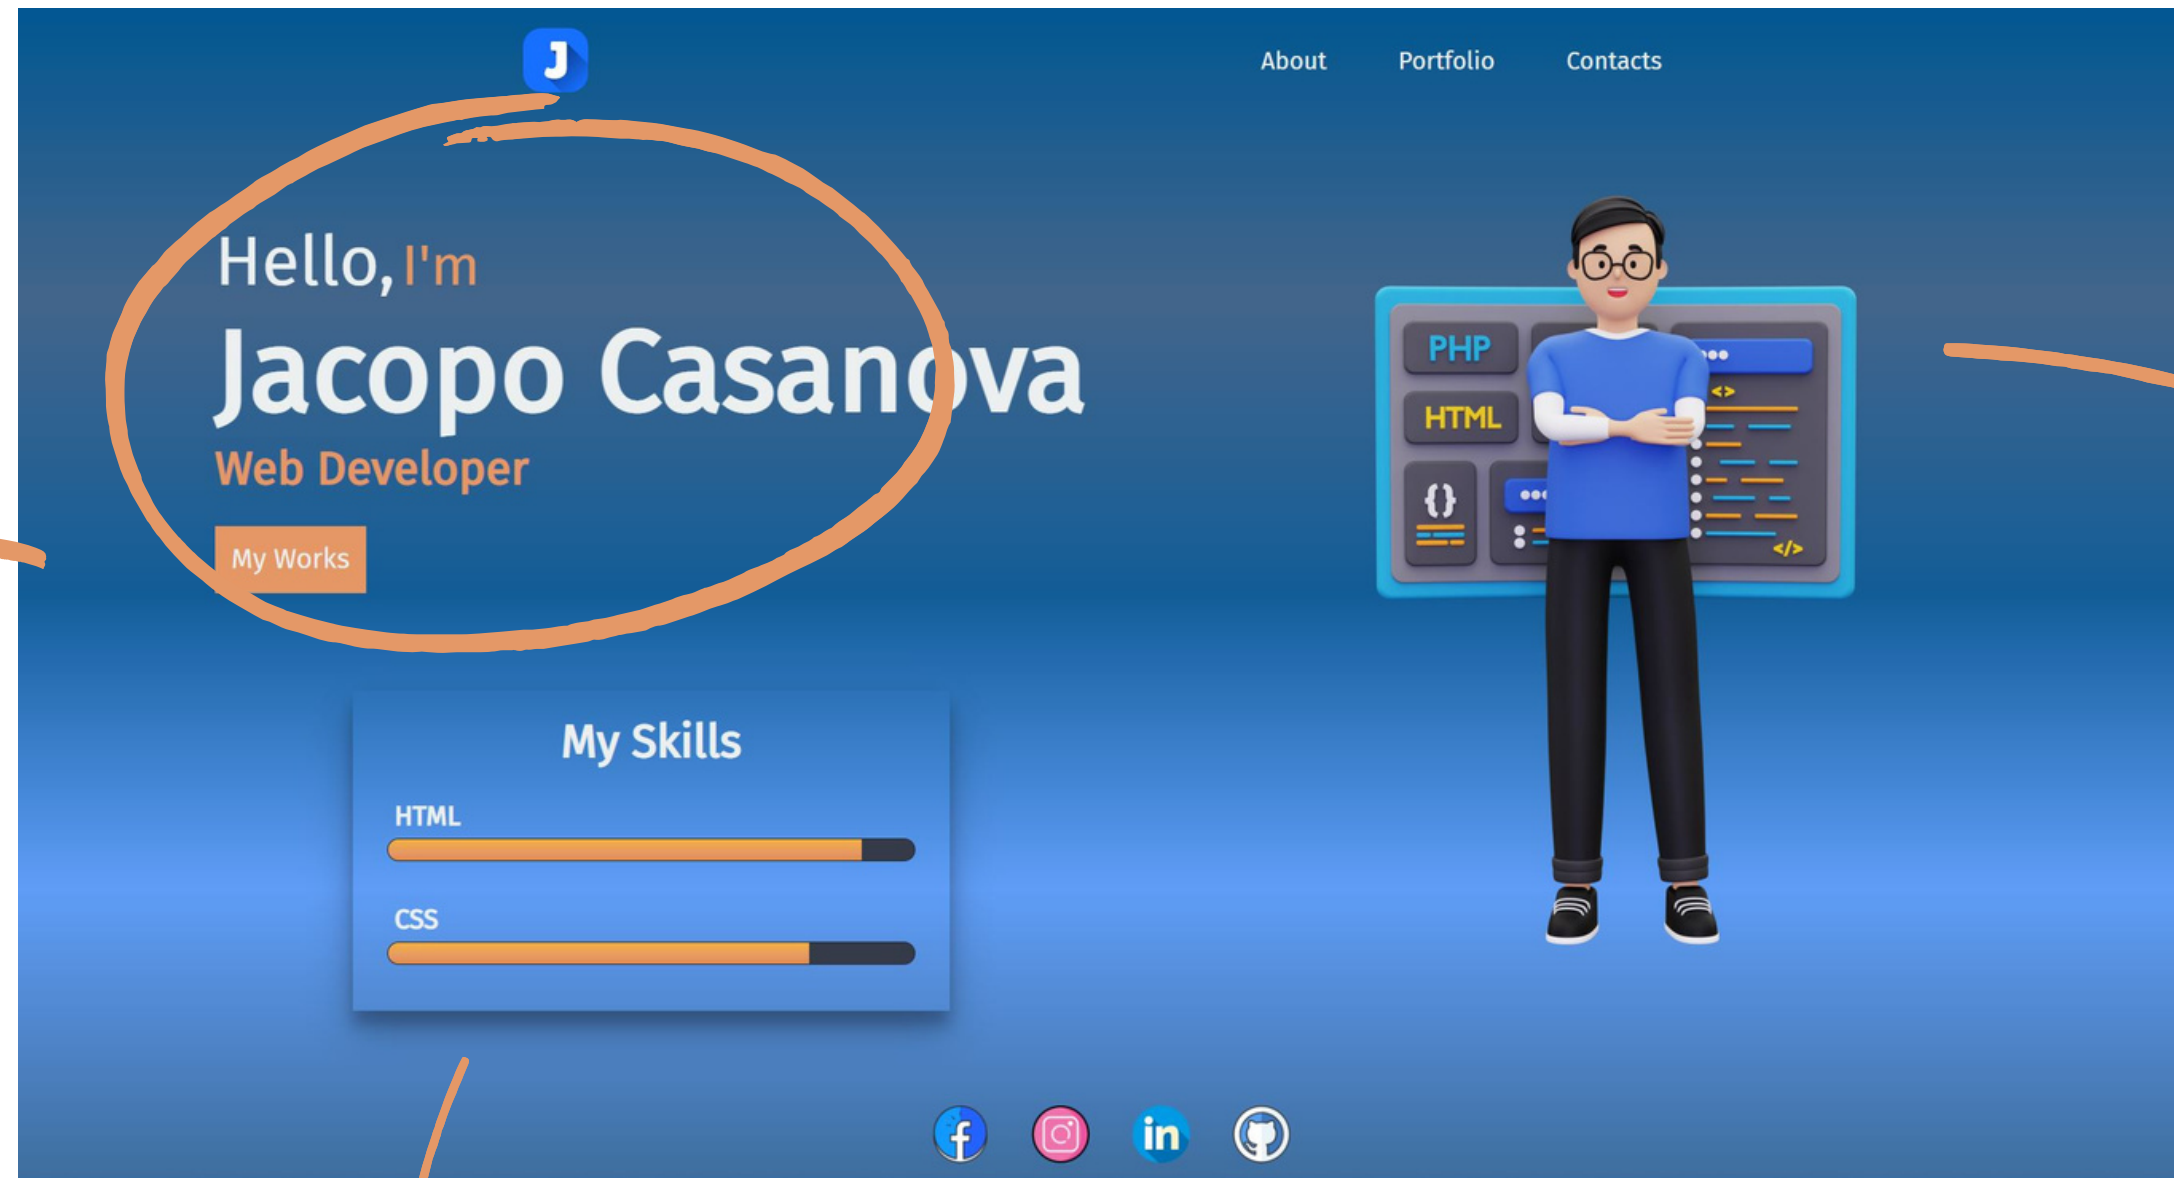 J
About Portfolio Contacts
Hello, I'm
Jacopo Casanova
Web Developer
My Works
PHP
HTML
{}
<>
</>
My Skills
HTML
CSS
f
in